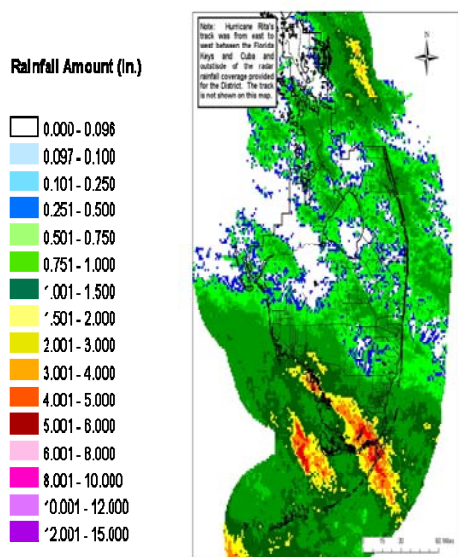 Note: Hurricane Rita's
track was from east to
west between the Florida
Keys and Cuba and
outside of the radar
rainfall coverage provided
for the District. The track
is not shown on this map.
N
Rainfall Amount (in.)
0.000 - 0.096
0.097 - 0.100
0.101 - 0.250
0.251 - 0.500
0.501 - 0.750
0.751 - 1.000
1.001 - 1.500
1.501 - 2.000
2.001 - 3.000
3.001 - 4.000
4.001 - 5.000
5.001 - 6.000
6.001 - 8.000
8.001 - 10.000
10.001 - 12.000
12.001 - 15.000
60 Miles